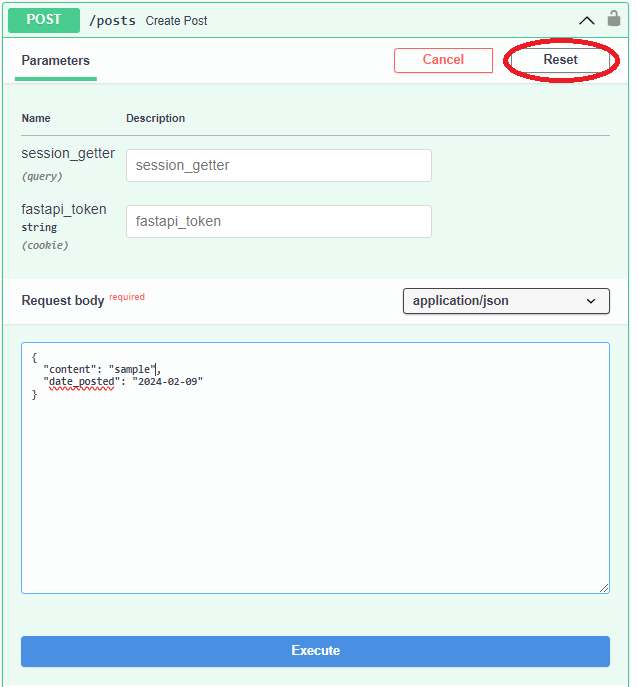 POST /posts Create Post
Parameters Cancel Reset
Name Description
session_getter session_getter
(query)
fastapi_token fastapi_token
string
(cookie)
Request body required application/json
{
"content": "sample",
"date_posted": "2024-02-09"
}
Execute